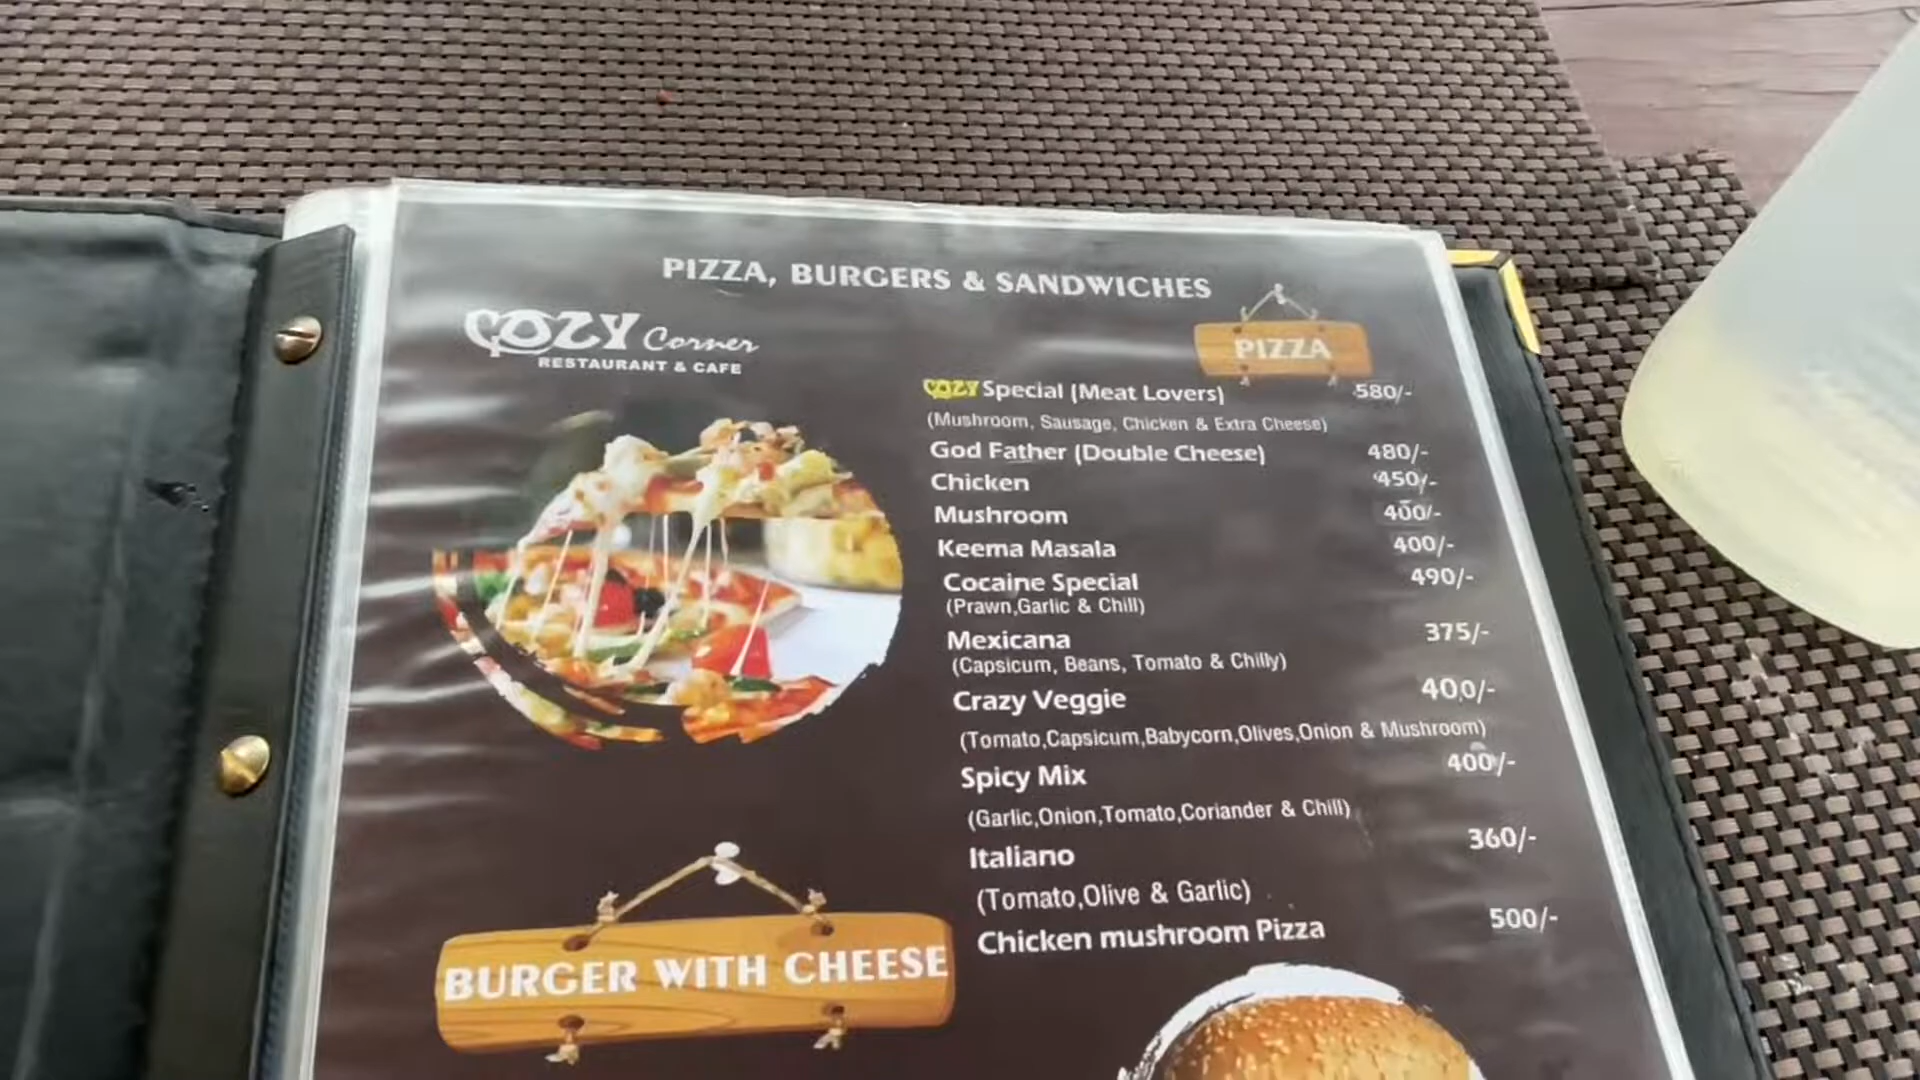 PIZZA, BURGERS & SANDWICHES
COZY Corner
RESTAURANT & CAFE
PIZZA
COZY Special (Meat Lovers) 580/-
(Mushroom, Sausage, Chicken & Extra Cheese)
God Father (Double Cheese) 480/-
Chicken 450/-
Mushroom 400/-
Keema Masala 400/-
Cocaine Special 490/-
(Prawn,Garlic & Chill)
Mexicana 375/-
(Capsicum, Beans, Tomato & Chilly)
Crazy Veggie 400/-
(Tomato,Capsicum,Babycorn,Olives,Onion & Mushroom)
Spicy Mix 400/-
(Garlic,Onion,Tomato,Coriander & Chill)
Italiano 360/-
(Tomato,Olive & Garlic)
Chicken mushroom Pizza 500/-
BURGER WITH CHEESE